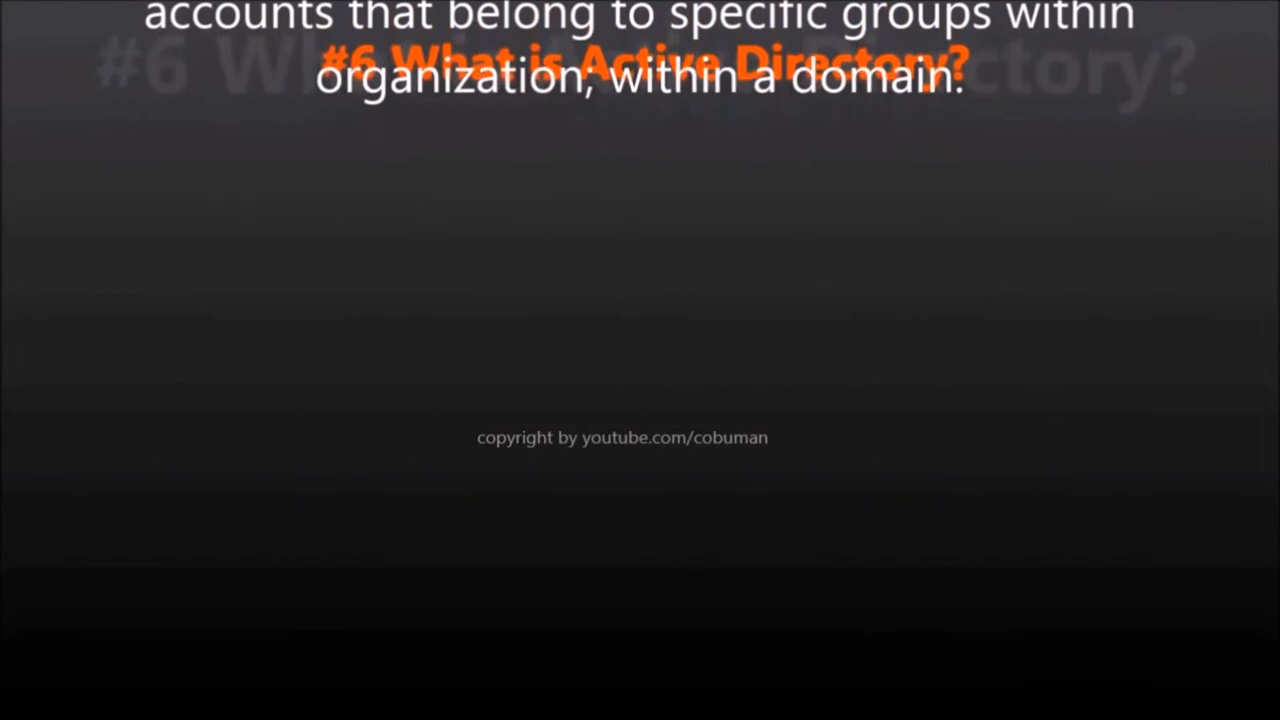 accounts that belong to specific groups within
#6 What is Active Directory?
organization, within a domain.
copyright by youtube.com/cobuman